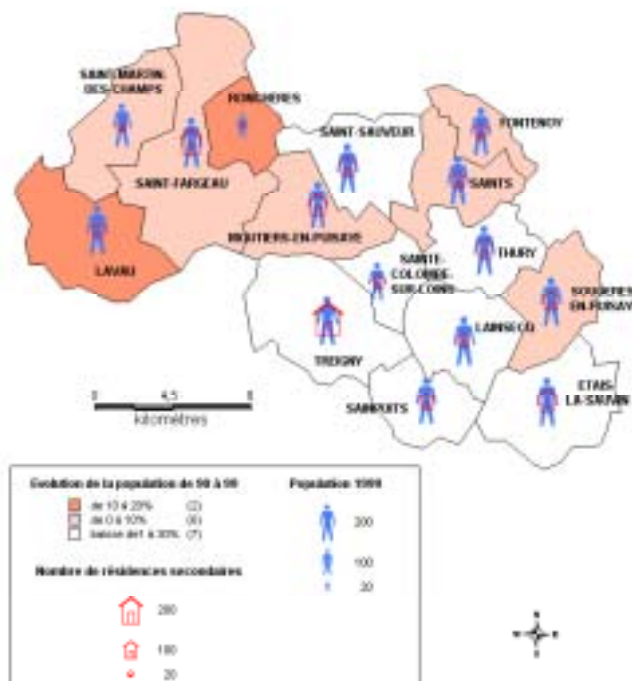 SAINT-MARTIN-
DES-CHAMPS
RONCHERES
SAINT-SAUVEUR
FONTENOY
SAINT-FARGEAU
SAINTS
MOUTIERS-EN-PUISAYE
LAVAU
SAINTE-
COLOMBE-
SUR-LOING
THURY
SOUGERES
EN-PUISAY
LAINSECQ
TREIGNY
SAINPUITS
ETAIS-
LA-SAUVIN
0 4,5 9
kilomètres
Evolution de la population de 90 à 99
de 10 à 20% (2)
de 0 à 10% (6)
baisse de 1 à 30% (7)
Population 1999
200
100
20
Nombre de résidences secondaires
200
100
20
N
S